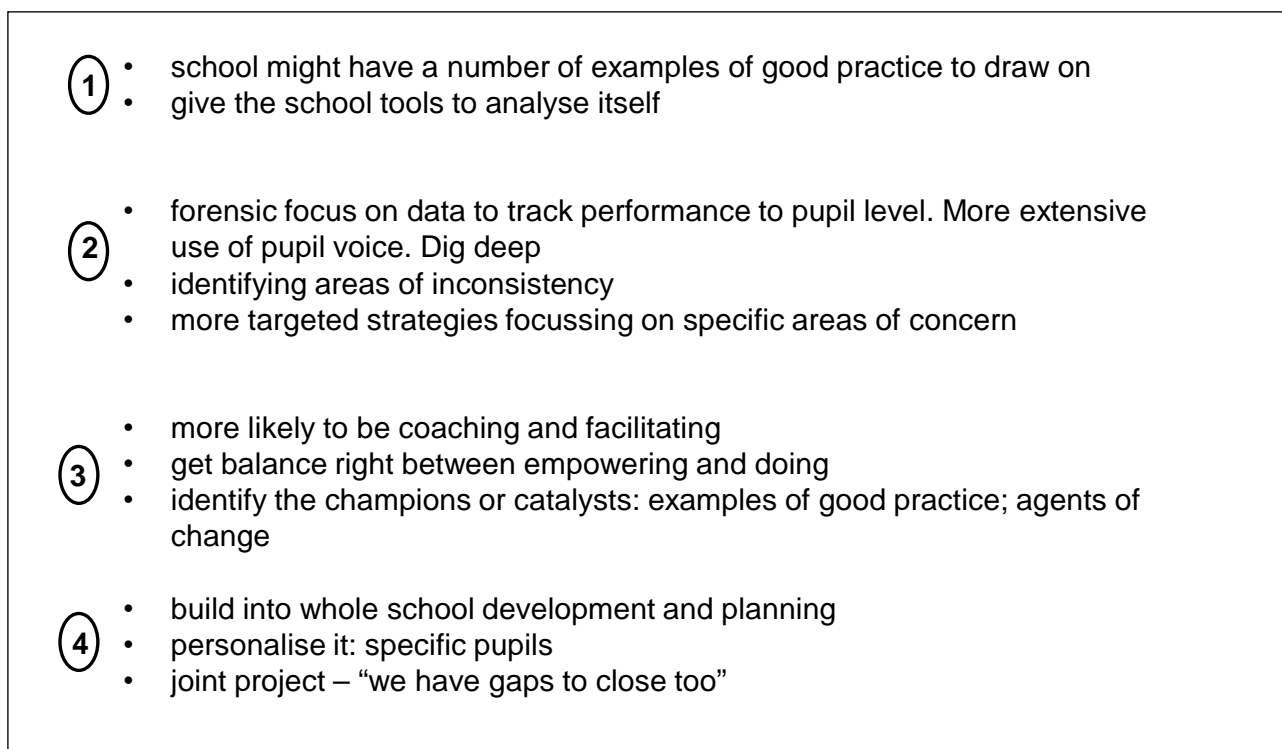 1
• school might have a number of examples of good practice to draw on
• give the school tools to analyse itself
2
• forensic focus on data to track performance to pupil level. More extensive
use of pupil voice. Dig deep
• identifying areas of inconsistency
• more targeted strategies focussing on specific areas of concern
3
• more likely to be coaching and facilitating
• get balance right between empowering and doing
• identify the champions or catalysts: examples of good practice; agents of
change
4
• build into whole school development and planning
• personalise it: specific pupils
• joint project – “we have gaps to close too”